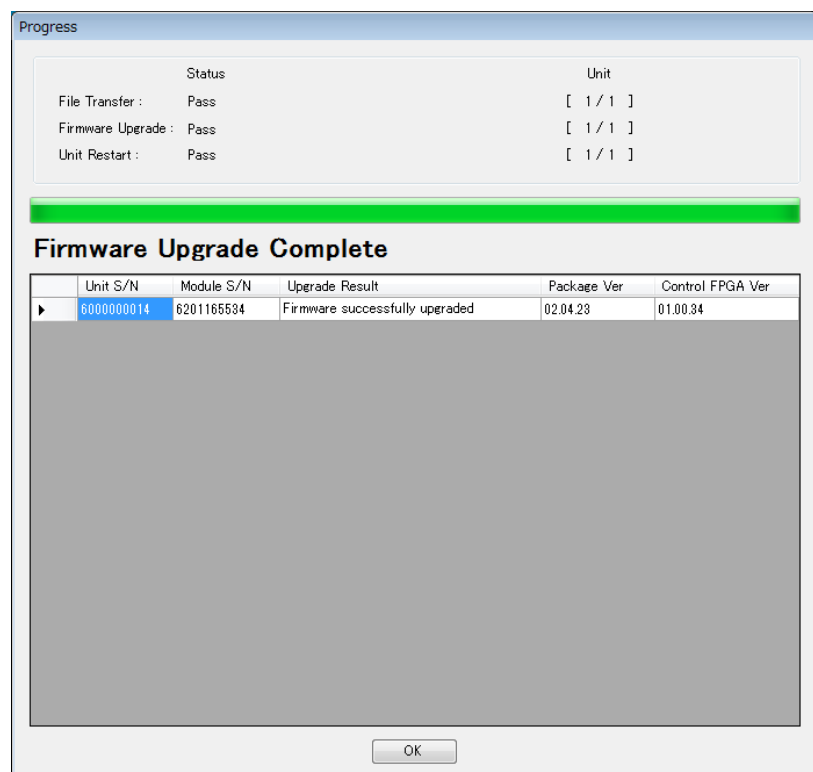 Progress
Status Unit
File Transfer : Pass [ 1 / 1 ]
Firmware Upgrade : Pass [ 1 / 1 ]
Unit Restart : Pass [ 1 / 1 ]
Firmware Upgrade Complete
Unit S/N Module S/N Upgrade Result Package Ver Control FPGA Ver
6000000014 6201165534 Firmware successfully upgraded 02.04.23 01.00.34
OK